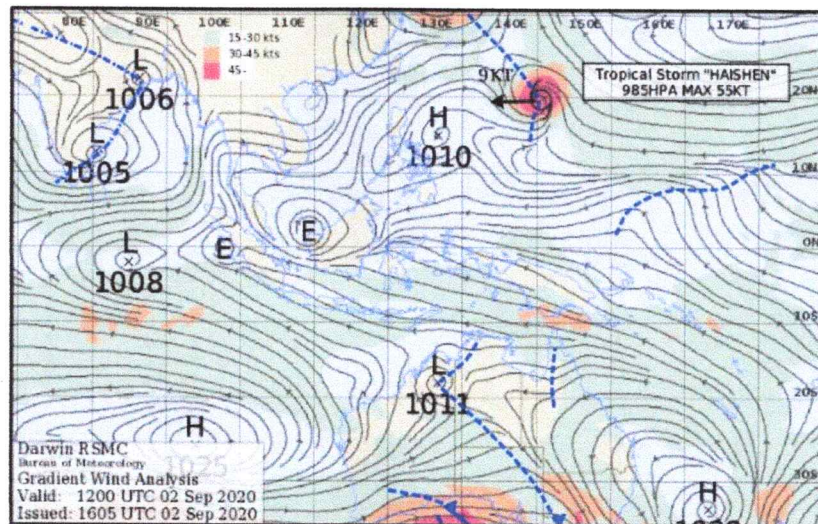 80E 90E 100E 110E 120E 130E 140E 150E 160E 170E
15-30 kts
30-45 kts
45-
L
1006
9KT
Tropical Storm "HAISHEN"
985HPA MAX 55KT
20N
H
1010
L
1005
10N
E
E
0N
L
1008
10S
L
1011
20S
H
1025
30S
H
Darwin RSMC
Bureau of Meteorology
Gradient Wind Analysis
Valid: 1200 UTC 02 Sep 2020
Issued: 1605 UTC 02 Sep 2020